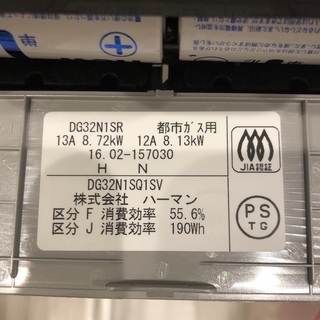 DG32N1SR 都市ガス用
13A 8.72kW 12A 8.13kW
16.02-157030
H N
DG32N1SQ1SV
株式会社 ハーマン
区分 F 消費効率 55.6%
区分 J 消費効率 190Wh
JIA認証
PS
TG